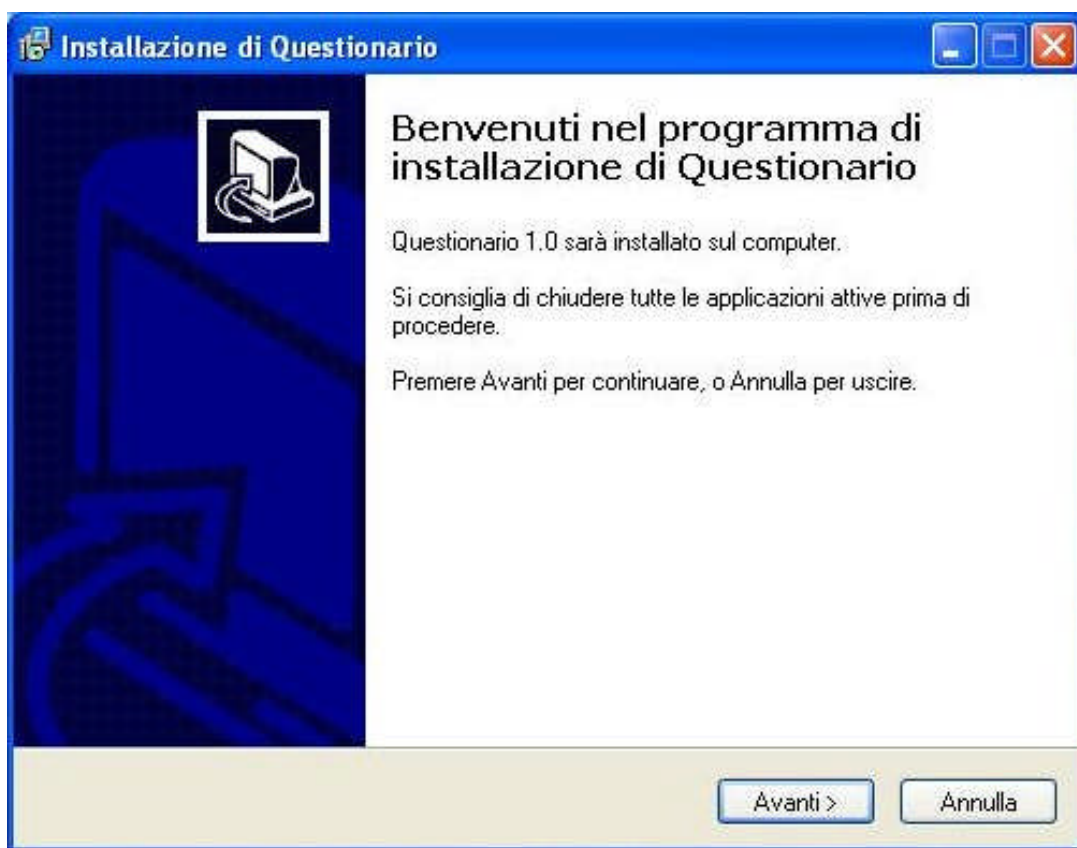 Installazione di Questionario
Benvenuti nel programma di
installazione di Questionario
Questionario 1.0 sarà installato sul computer.
Si consiglia di chiudere tutte le applicazioni attive prima di
procedere.
Premere Avanti per continuare, o Annulla per uscire.
Avanti >
Annulla